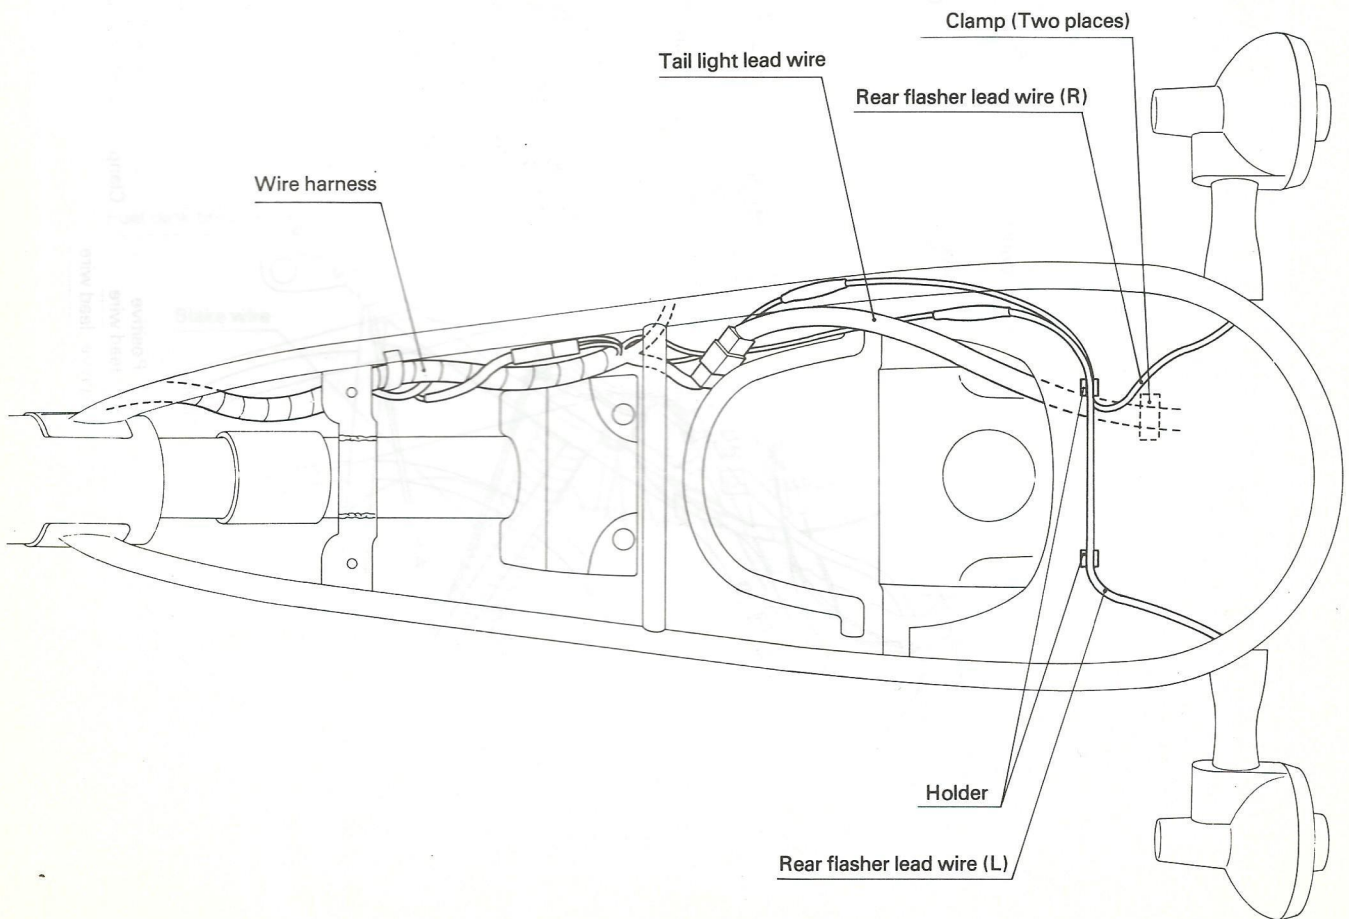 Clamp (Two places)
Tail light lead wire
Rear flasher lead wire (R)
Wire harness
Holder
Rear flasher lead wire (L)